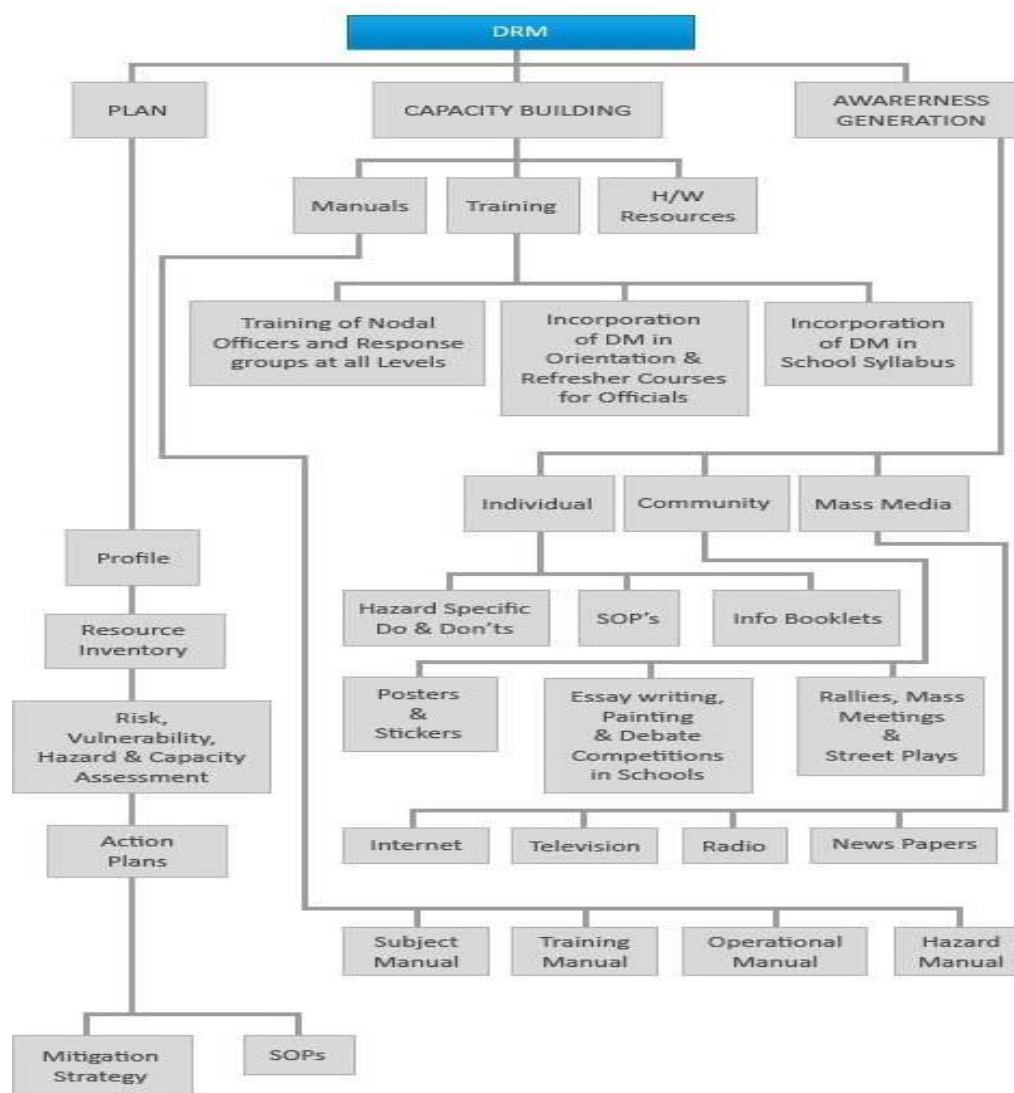 DRM
PLAN
CAPACITY BUILDING
AWARERNESS
GENERATION
Manuals
Training
H/W
Resources
Training of Nodal
Officers and Response
groups at all Levels
Incorporation
of DM in
Orientation &
Refresher Courses
for Officials
Incorporation
of DM in
School Syllabus
Individual
Community
Mass Media
Profile
Hazard Specific
Do & Don'ts
SOP's
Info Booklets
Resource
Inventory
Posters
&
Stickers
Essay writing,
Painting
& Debate
Competitions
in Schools
Rallies, Mass
Meetings
&
Street Plays
Risk,
Vulnerability,
Hazard & Capacity
Assessment
Action
Plans
Internet
Television
Radio
News Papers
Subject
Manual
Training
Manual
Operational
Manual
Hazard
Manual
Mitigation
Strategy
SOPs